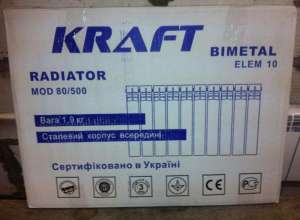 KRAFT
BIMETAL
ELEM 10
RADIATOR
MOD 80/500
Вага 1,9 кг
Сталевий корпус всередині
Сертифіковано в Україні
CE